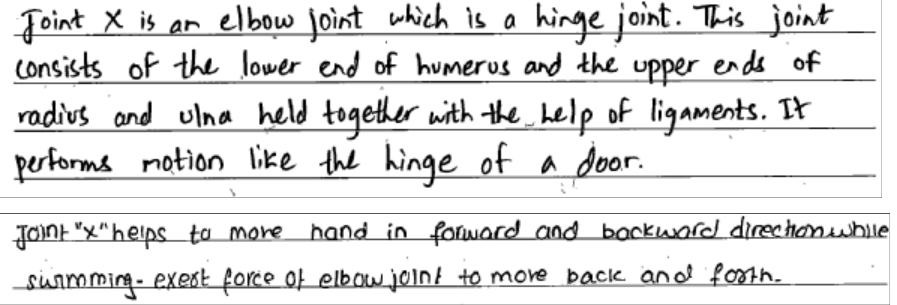 Joint X is an elbow joint which is a hinge joint. This joint
consists of the lower end of humerus and the upper ends of
radius and ulna held together with the help of ligaments. It
performs motion like the hinge of a door.
Joint "x" helps to move hand in forward and backward direction while
swimming- exert force of elbow joint to move back and forth.